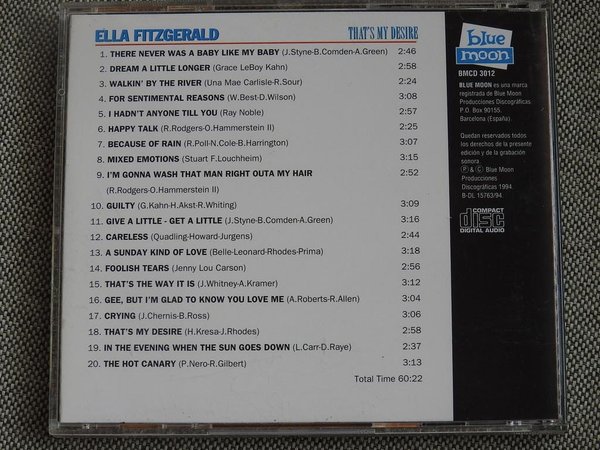 ELLA FITZGERALD THAT'S MY DESIRE
1. THERE NEVER WAS A BABY LIKE MY BABY (J.Styne-B.Comden-A.Green) 2:46
2. DREAM A LITTLE LONGER (Grace LeBoy Kahn) 2:58
3. WALKIN' BY THE RIVER (Una Mae Carlisle-R.Sour) 2:24
4. FOR SENTIMENTAL REASONS (W.Best-D.Wilson) 3:08
5. I HADN'T ANYONE TILL YOU (Ray Noble) 2:57
6. HAPPY TALK (R.Rodgers-O.Hammerstein II) 2:25
7. BECAUSE OF RAIN (R.Poll-N.Cole-B.Harrington) 3:07
8. MIXED EMOTIONS (Stuart F.Louchheim) 3:15
9. I'M GONNA WASH THAT MAN RIGHT OUTA MY HAIR 2:52
(R.Rodgers-O.Hammerstein II)
10. GUILTY (G.Kahn-H.Akst-R.Whiting) 3:09
11. GIVE A LITTLE - GET A LITTLE (J.Styne-B.Comden-A.Green) 3:16
12. CARELESS (Quadling-Howard-Jurgens) 2:44
13. A SUNDAY KIND OF LOVE (Belle-Leonard-Rhodes-Prima) 3:18
14. FOOLISH TEARS (Jenny Lou Carson) 2:56
15. THAT'S THE WAY IT IS (J.Whitney-A.Kramer) 3:12
16. GEE, BUT I'M GLAD TO KNOW YOU LOVE ME (A.Roberts-R.Allen) 3:04
17. CRYING (J.Chernis-B.Ross) 3:06
18. THAT'S MY DESIRE (H.Kresa-J.Rhodes) 2:58
19. IN THE EVENING WHEN THE SUN GOES DOWN (L.Carr-D.Raye) 2:37
20. THE HOT CANARY (P.Nero-R.Gilbert) 3:13
Total Time 60:22
blue
moon
BMCD 3012
BLUE MOON es una marca
registrada de Blue Moon
Producciones Discográficas.
P.O. Box 90155.
Barcelona (España).
Quedan reservados todos
los derechos de la presente
edición y de la grabación
sonora.
Ⓟ & © Blue Moon
Producciones
Discográficas 1994.
B-DL 15763/94
COMPACT
disc
DIGITAL AUDIO